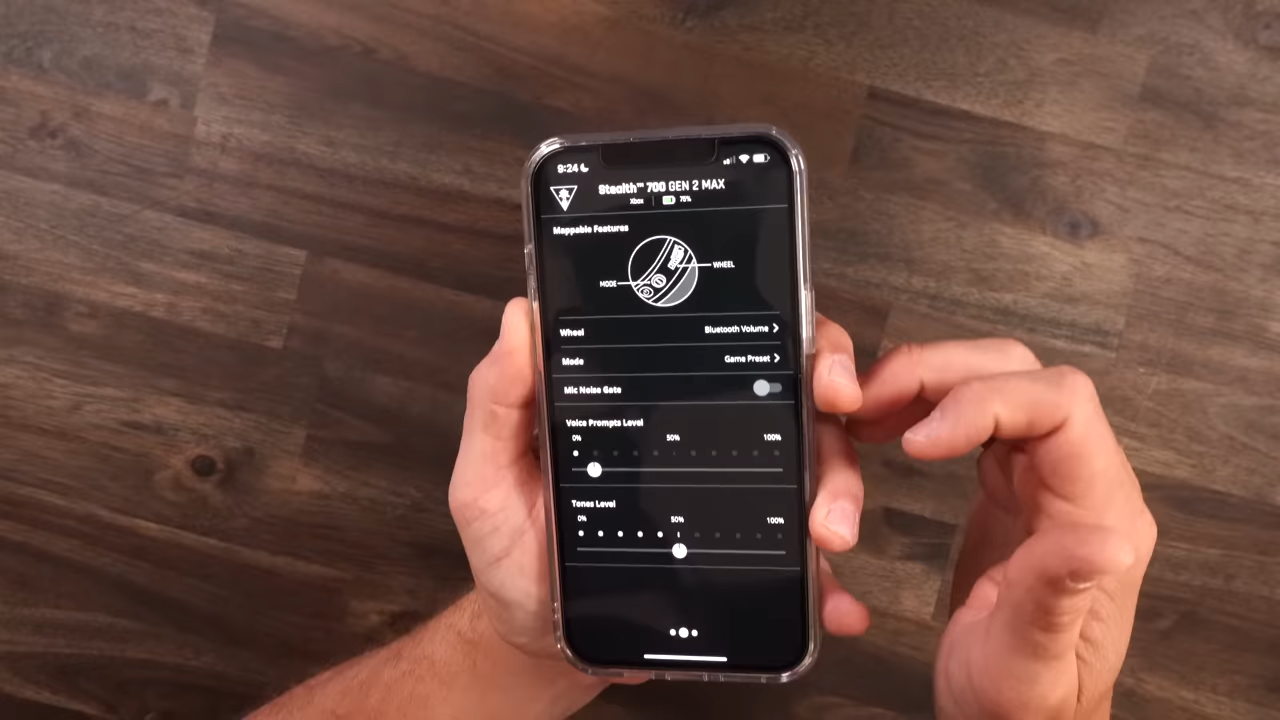 9:24
Stealth™ 700 GEN 2 MAX
Xbox 76%
Mappable Features
WHEEL
MODE
Wheel Bluetooth Volume
Mode Game Preset
Mic Noise Gate
Voice Prompts Level
0% 50% 100%
Tones Level
0% 50% 100%